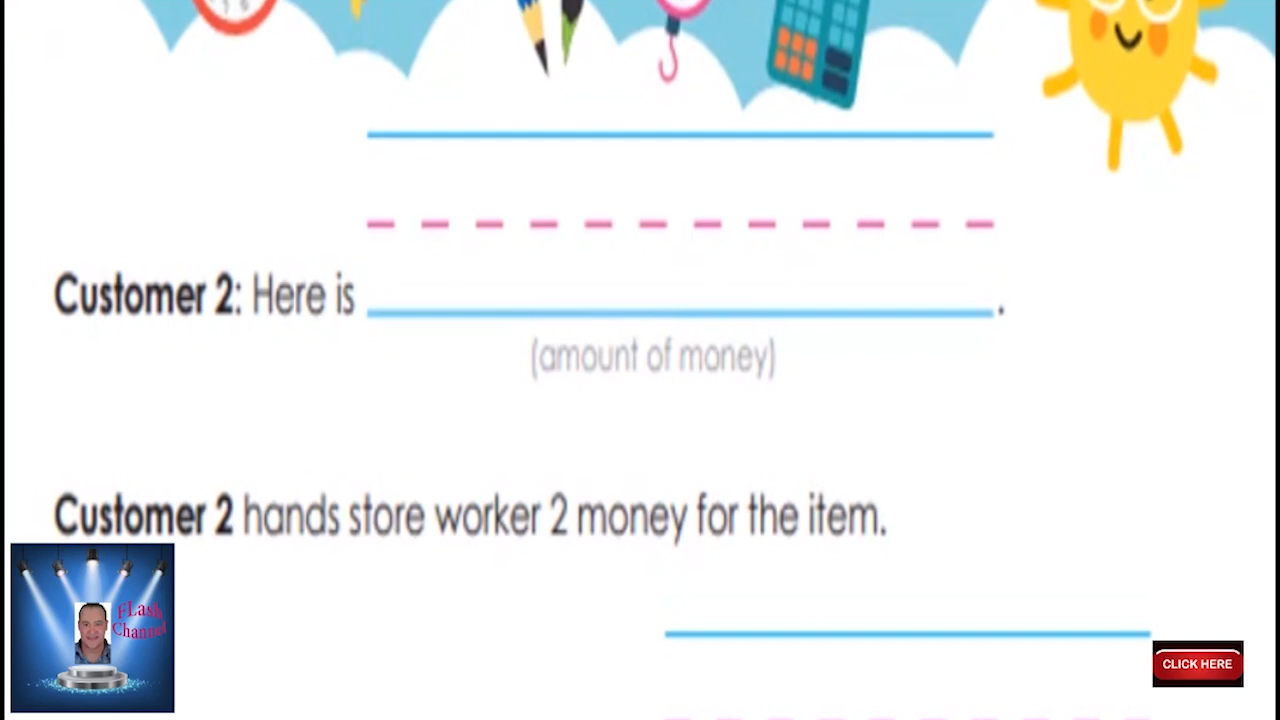 Customer 2: Here is .
(amount of money)
Customer 2 hands store worker 2 money for the item.
FLash
Channel
CLICK HERE